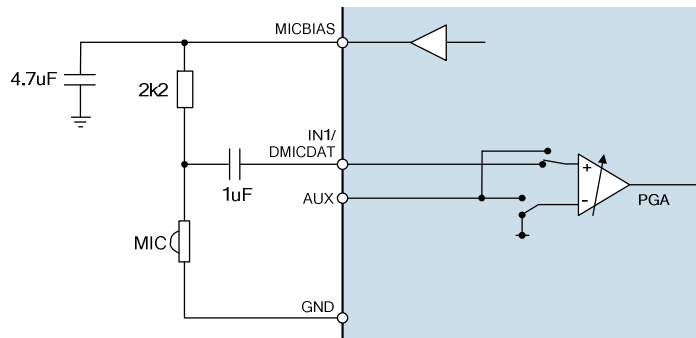 MICBIAS
4.7uF
2k2
IN1/
DMICDAT
1uF
AUX
+
-
PGA
MIC
GND